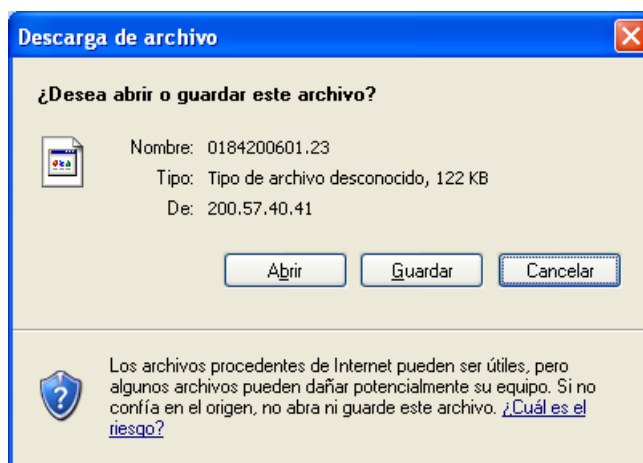 Descarga de archivo
¿Desea abrir o guardar este archivo?
Nombre: 0184200601.23
Tipo: Tipo de archivo desconocido, 122 KB
De: 200.57.40.41
Abrir Guardar Cancelar
Los archivos procedentes de Internet pueden ser útiles, pero
algunos archivos pueden dañar potencialmente su equipo. Si no
confía en el origen, no abra ni guarde este archivo. ¿Cuál es el
riesgo?